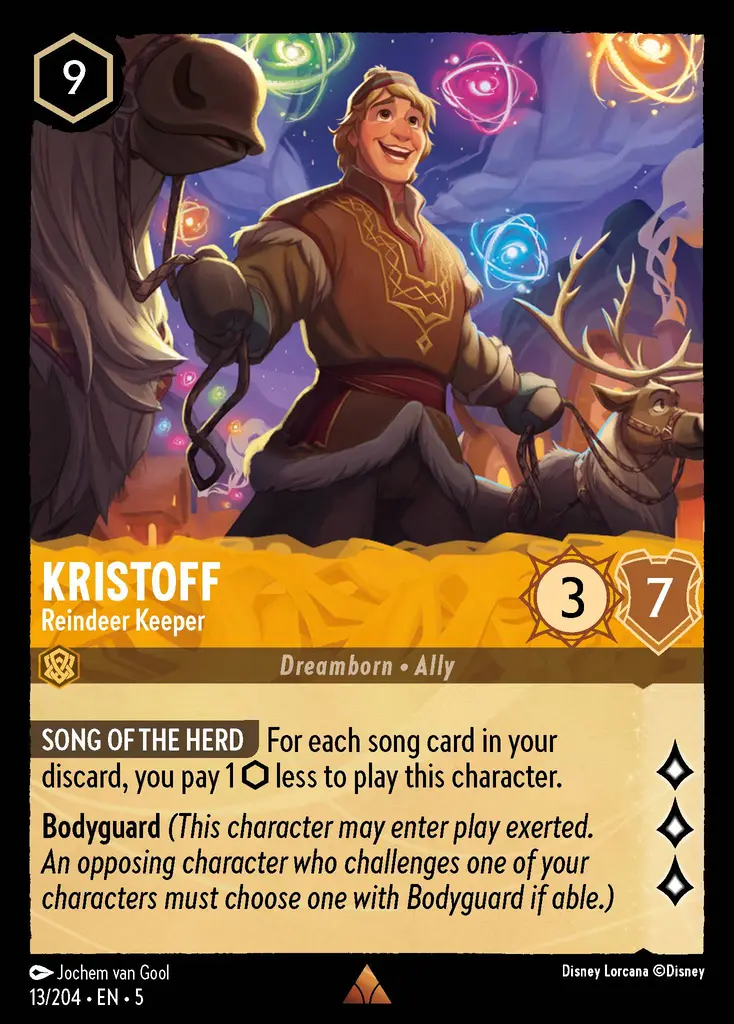 9
KRISTOFF
Reindeer Keeper
3
7
Dreamborn • Ally
SONG OF THE HERD For each song card in your
discard, you pay 1 ⬡ less to play this character.
Bodyguard (This character may enter play exerted.
An opposing character who challenges one of your
characters must choose one with Bodyguard if able.)
Jochem van Gool
Disney Lorcana ©Disney
13/204 • EN • 5